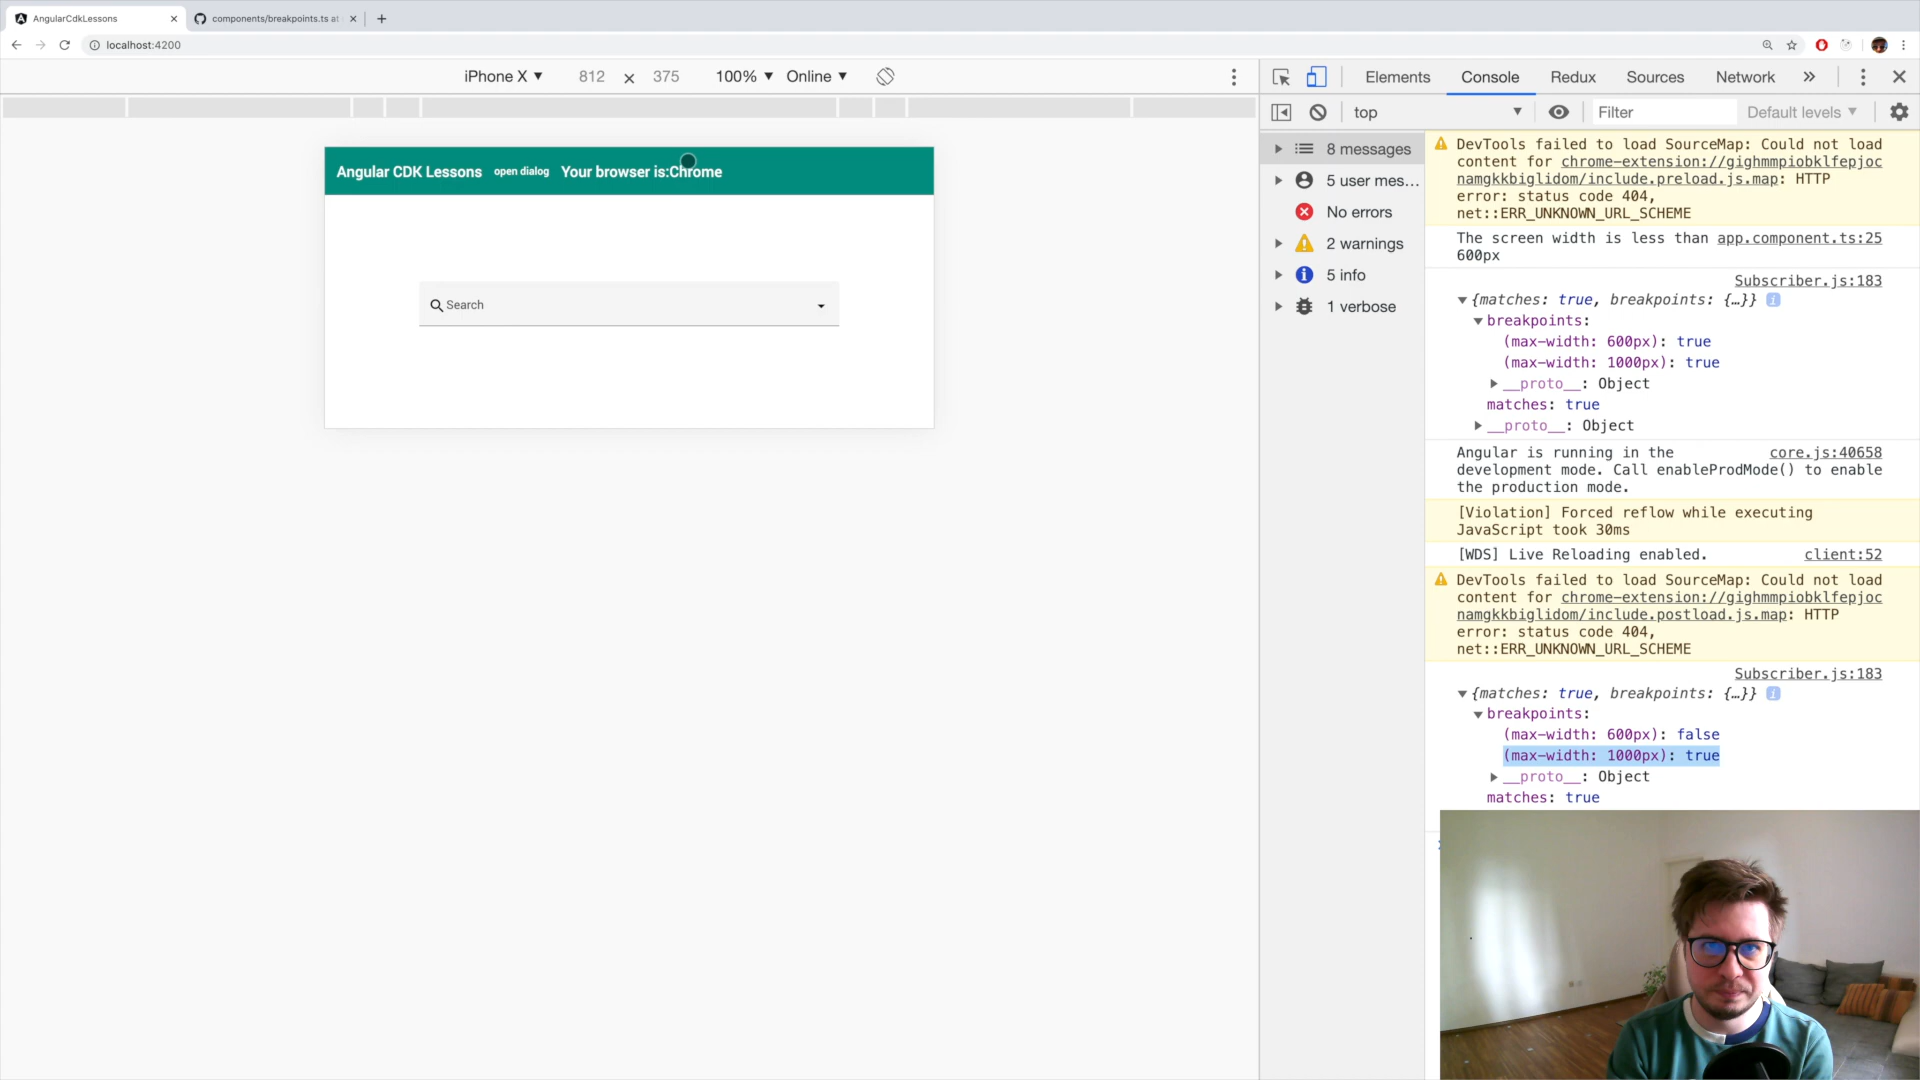 AngularCdkLessons
components/breakpoints.ts at
localhost:4200
iPhone X ▼ 812 × 375 100% ▼ Online ▼
Elements Console Redux Sources Network »
top ▼ Filter Default levels ▼
Angular CDK Lessons open dialog Your browser is:Chrome
Search
8 messages
5 user mes…
No errors
2 warnings
5 info
1 verbose
DevTools failed to load SourceMap: Could not load
content for chrome-extension://gighmmpiobklfepjoc
namgkkbiglidom/include.preload.js.map: HTTP
error: status code 404,
net::ERR_UNKNOWN_URL_SCHEME
The screen width is less than app.component.ts:25
600px
Subscriber.js:183
{matches: true, breakpoints: {…}}
breakpoints:
(max-width: 600px): true
(max-width: 1000px): true
__proto__: Object
matches: true
__proto__: Object
Angular is running in the core.js:40658
development mode. Call enableProdMode() to enable
the production mode.
[Violation] Forced reflow while executing
JavaScript took 30ms
[WDS] Live Reloading enabled. client:52
DevTools failed to load SourceMap: Could not load
content for chrome-extension://gighmmpiobklfepjoc
namgkkbiglidom/include.postload.js.map: HTTP
error: status code 404,
net::ERR_UNKNOWN_URL_SCHEME
Subscriber.js:183
{matches: true, breakpoints: {…}}
breakpoints:
(max-width: 600px): false
(max-width: 1000px): true
__proto__: Object
matches: true